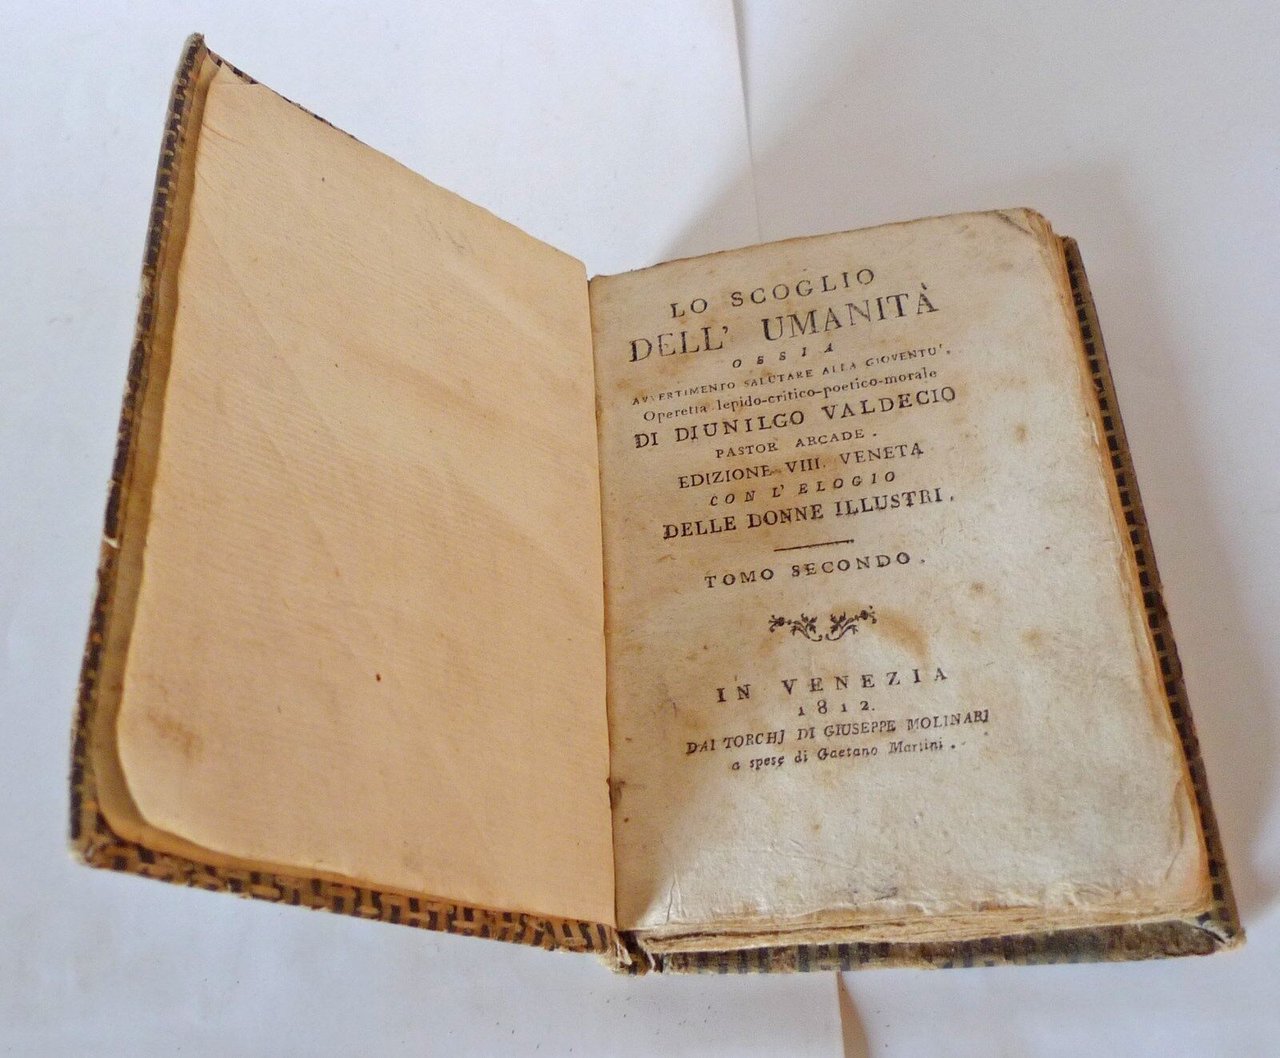 LO SCOGLIO
DELL' UMANITÀ
OSSIA
AVVERTIMENTO SALUTARE ALLA GIOVENTU'.
Operetta lepido-critico-poetico-morale
DI DIUNILGO VALDECIO
PASTOR ARCADE.
EDIZIONE VIII. VENETA
CON L'ELOGIO
DELLE DONNE ILLUSTRI.
TOMO SECONDO.
IN VENEZIA
1812.
DAI TORCHJ DI GIUSEPPE MOLINARJ
a spese di Gaetano Martini.